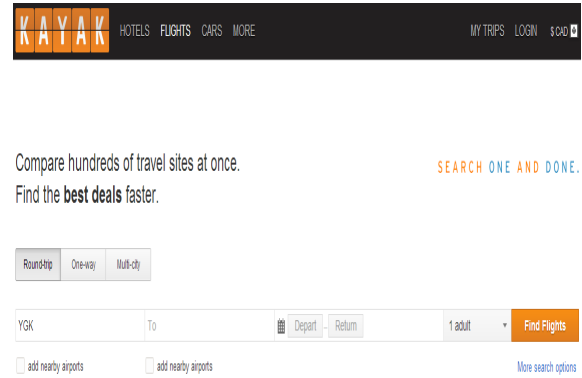 KAYAK HOTELS FLIGHTS CARS MORE MY TRIPS LOGIN $ CAD
Compare hundreds of travel sites at once.
Find the best deals faster.
SEARCH ONE AND DONE.
Round-trip One-way Multi-city
YGK To Depart - Return 1 adult Find Flights
add nearby airports add nearby airports More search options